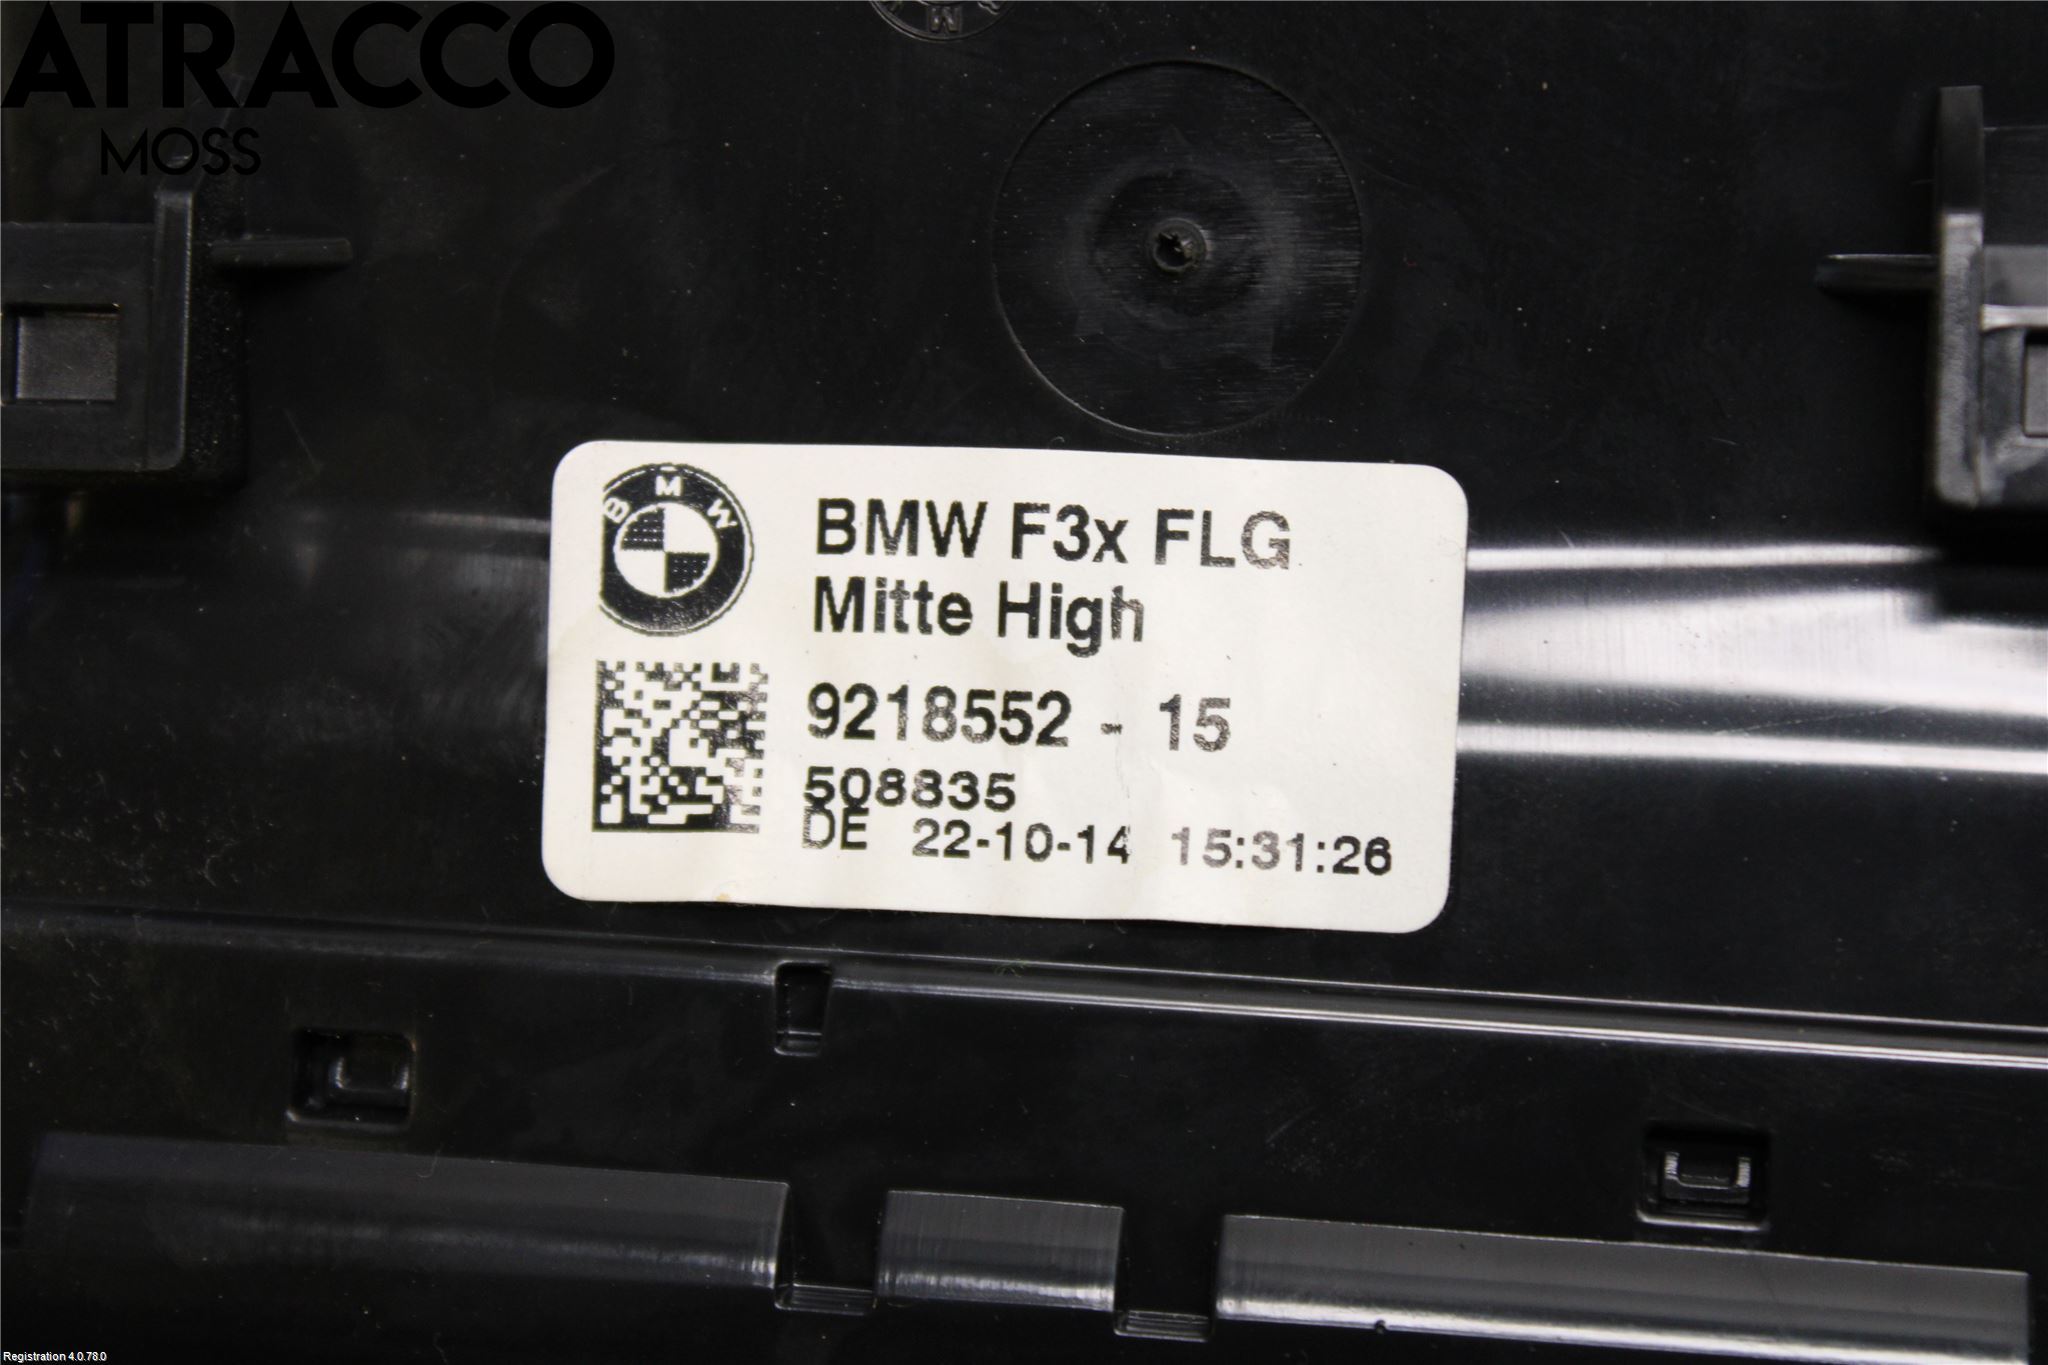 ATRACCO
MOSS
M
B M W
BMW F3x FLG
Mitte High
9218552 - 15
508835
DE 22-10-14 15:31:26
Registration 4.0.78.0